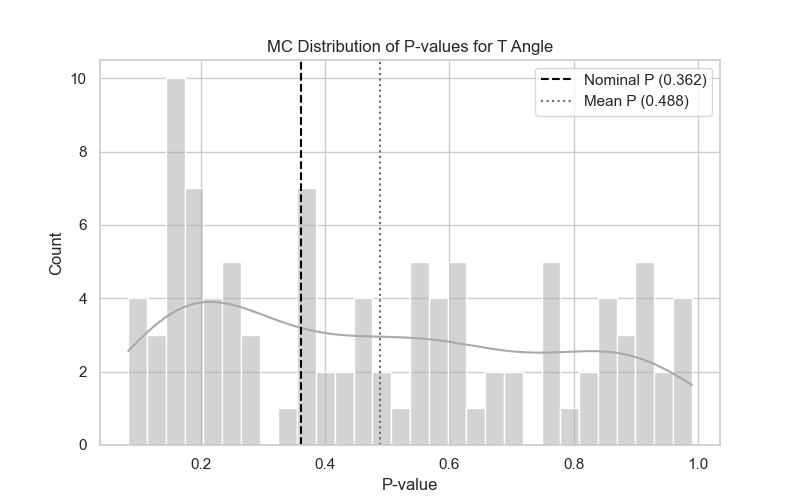 MC Distribution of P-values for T Angle
Nominal P (0.362)
Mean P (0.488)
10
8
6
4
2
0
Count
0.2 0.4 0.6 0.8 1.0
P-value